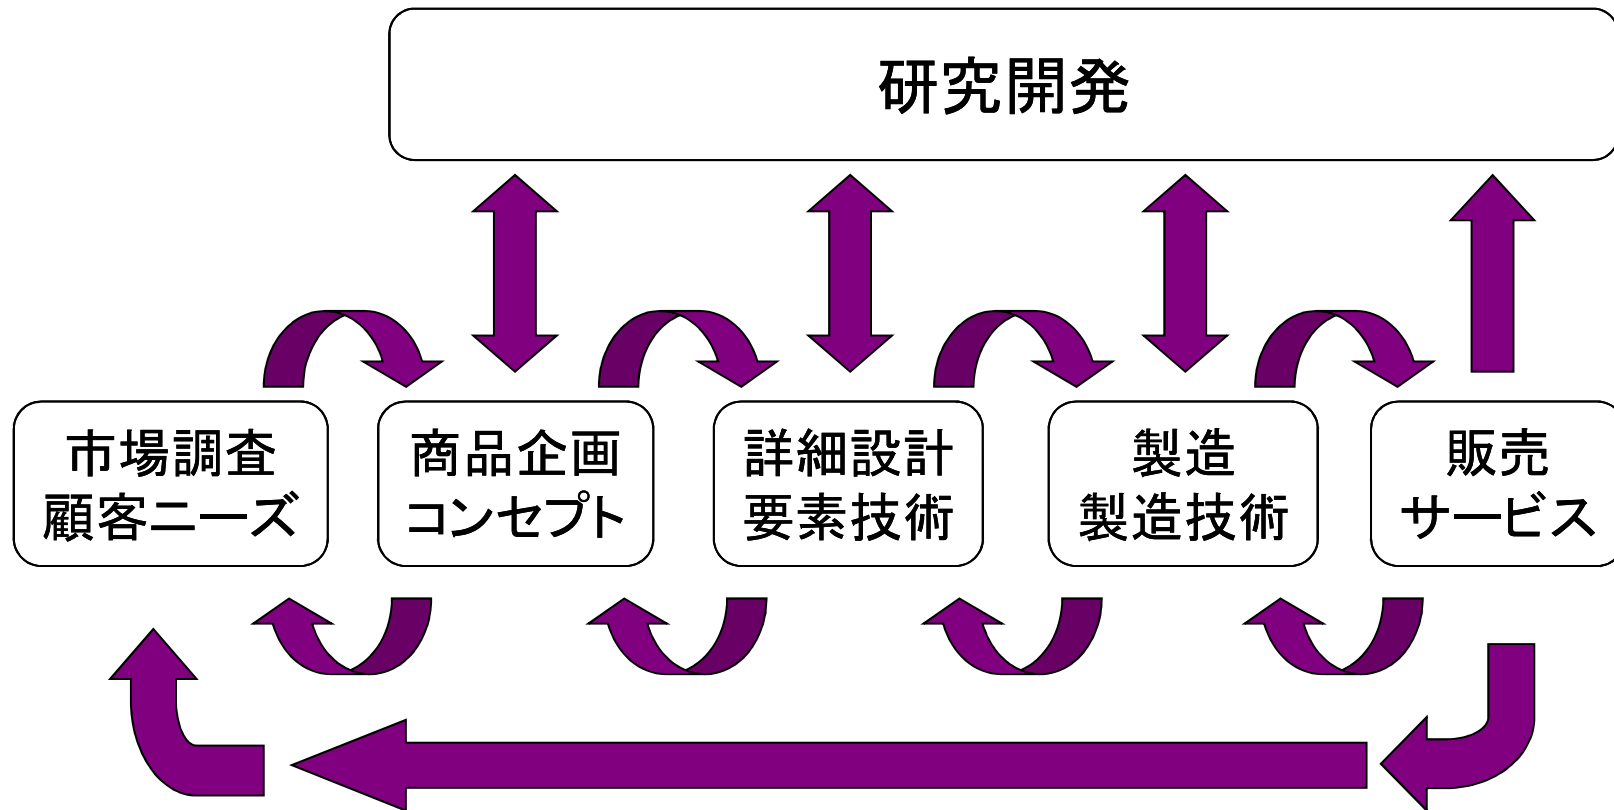 研究開発
市場調査
顧客ニーズ
商品企画
コンセプト
詳細設計
要素技術
製造
製造技術
販売
サービス